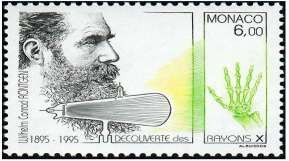 MONACO
6,00
Wilhelm Conrad RÖNTGEN
1895 - 1995
DÉCOUVERTE des RAYONS X